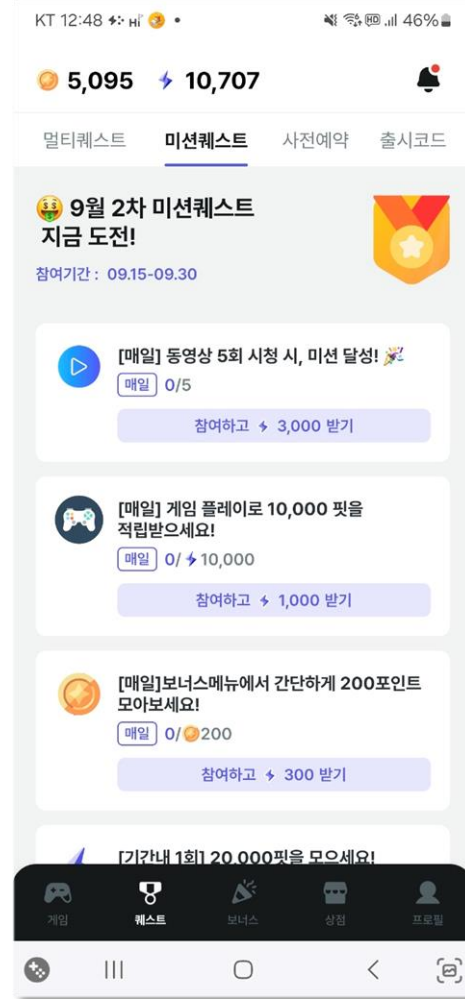 KT 12:48 HI • HD 46%
5,095 10,707
멀티퀘스트 미션퀘스트 사전예약 출시코드
🤑 9월 2차 미션퀘스트
지금 도전!
참여기간 : 09.15-09.30
[매일] 동영상 5회 시청 시, 미션 달성! 🎉
매일 0/5
참여하고 ⚡ 3,000 받기
[매일] 게임 플레이로 10,000 핏을
적립받으세요!
매일 0/⚡10,000
참여하고 ⚡ 1,000 받기
[매일]보너스메뉴에서 간단하게 200포인트
모아보세요!
매일 0/200
참여하고 ⚡ 300 받기
[기간내 1회] 20,000핏을 모으세요!
게임 퀘스트 보너스 상점 프로필